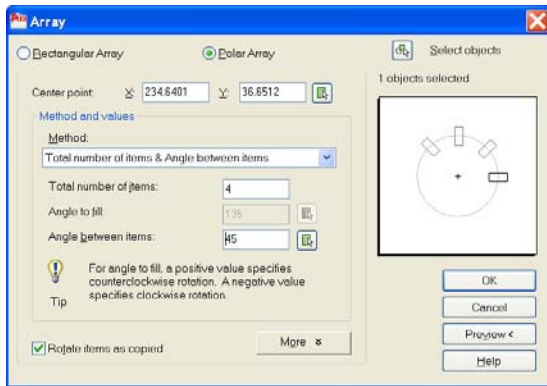 Array
Rectangular Array
Polar Array
Select objects
1 objects selected
Center point:
X:
234.6401
Y:
36.6512
Method and values
Method:
Total number of items & Angle between items
Total number of items:
4
Angle to fill:
135
Angle between items:
45
For angle to fill, a positive value specifies
counterclockwise rotation. A negative value
specifies clockwise rotation.
Tip
Rotate items as copied
More
OK
Cancel
Preview <
Help